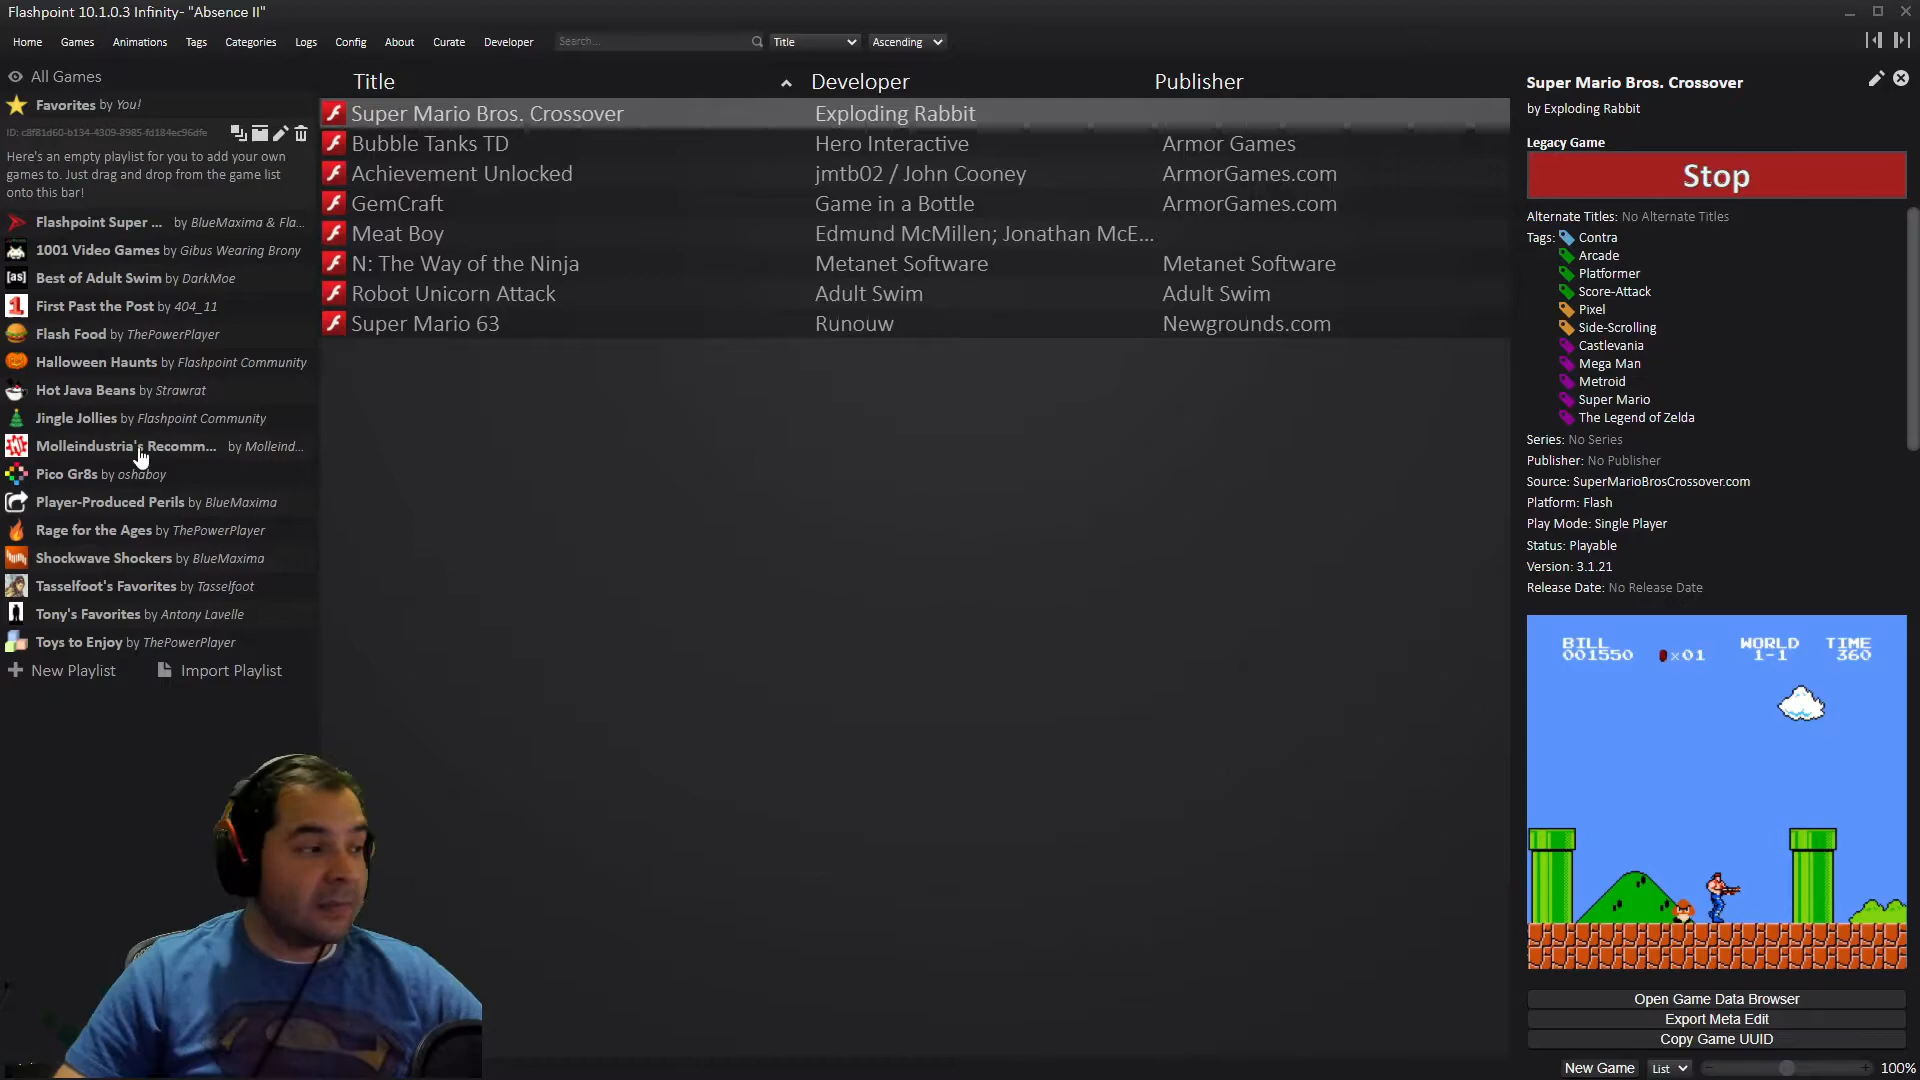 Flashpoint 10.1.0.3 Infinity- "Absence II"
Home Games Animations Tags Categories Logs Config About Curate Developer Search... Title Ascending
All Games
Favorites by You!
ID: c8f81d60-b134-4309-8985-fd184ec96dfe
Here's an empty playlist for you to add your own
games to. Just drag and drop from the game list
onto this bar!
Flashpoint Super ... by BlueMaxima & Fla...
1001 Video Games by Gibus Wearing Brony
[as] Best of Adult Swim by DarkMoe
First Past the Post by 404_11
Flash Food by ThePowerPlayer
Halloween Haunts by Flashpoint Community
Hot Java Beans by Strawrat
Jingle Jollies by Flashpoint Community
Molleindustria's Recomm... by Molleind...
Pico Gr8s by oshaboy
Player-Produced Perils by BlueMaxima
Rage for the Ages by ThePowerPlayer
Shockwave Shockers by BlueMaxima
Tasselfoot's Favorites by Tasselfoot
Tony's Favorites by Antony Lavelle
Toys to Enjoy by ThePowerPlayer
New Playlist Import Playlist
Title Developer Publisher
Super Mario Bros. Crossover Exploding Rabbit
Bubble Tanks TD Hero Interactive Armor Games
Achievement Unlocked jmtb02 / John Cooney ArmorGames.com
GemCraft Game in a Bottle ArmorGames.com
Meat Boy Edmund McMillen; Jonathan McE...
N: The Way of the Ninja Metanet Software Metanet Software
Robot Unicorn Attack Adult Swim Adult Swim
Super Mario 63 Runouw Newgrounds.com
Super Mario Bros. Crossover
by Exploding Rabbit
Legacy Game
Stop
Alternate Titles: No Alternate Titles
Tags: Contra
Arcade
Platformer
Score-Attack
Pixel
Side-Scrolling
Castlevania
Mega Man
Metroid
Super Mario
The Legend of Zelda
Series: No Series
Publisher: No Publisher
Source: SuperMarioBrosCrossover.com
Platform: Flash
Play Mode: Single Player
Status: Playable
Version: 3.1.21
Release Date: No Release Date
BILL WORLD TIME
001550 ×01 1-1 360
Open Game Data Browser
Export Meta Edit
Copy Game UUID
New Game List 100%